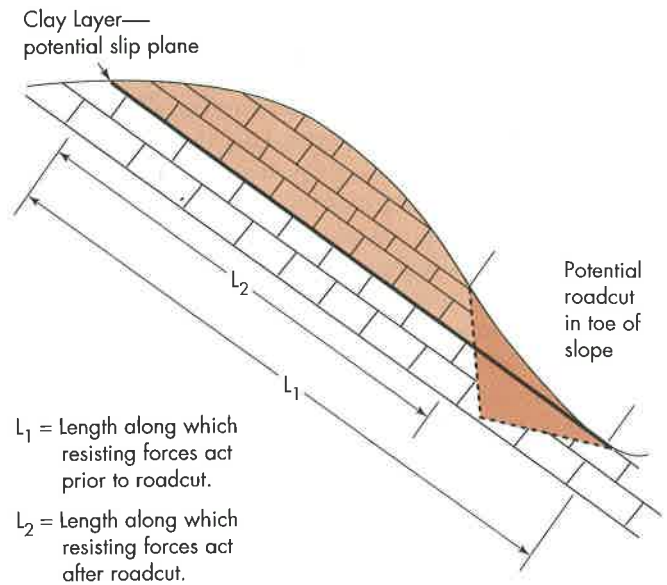 Clay Layer—
potential slip plane
L₂
L₁
Potential
roadcut
in toe of
slope
L₁ = Length along which
resisting forces act
prior to roadcut.
L₂ = Length along which
resisting forces act
after roadcut.